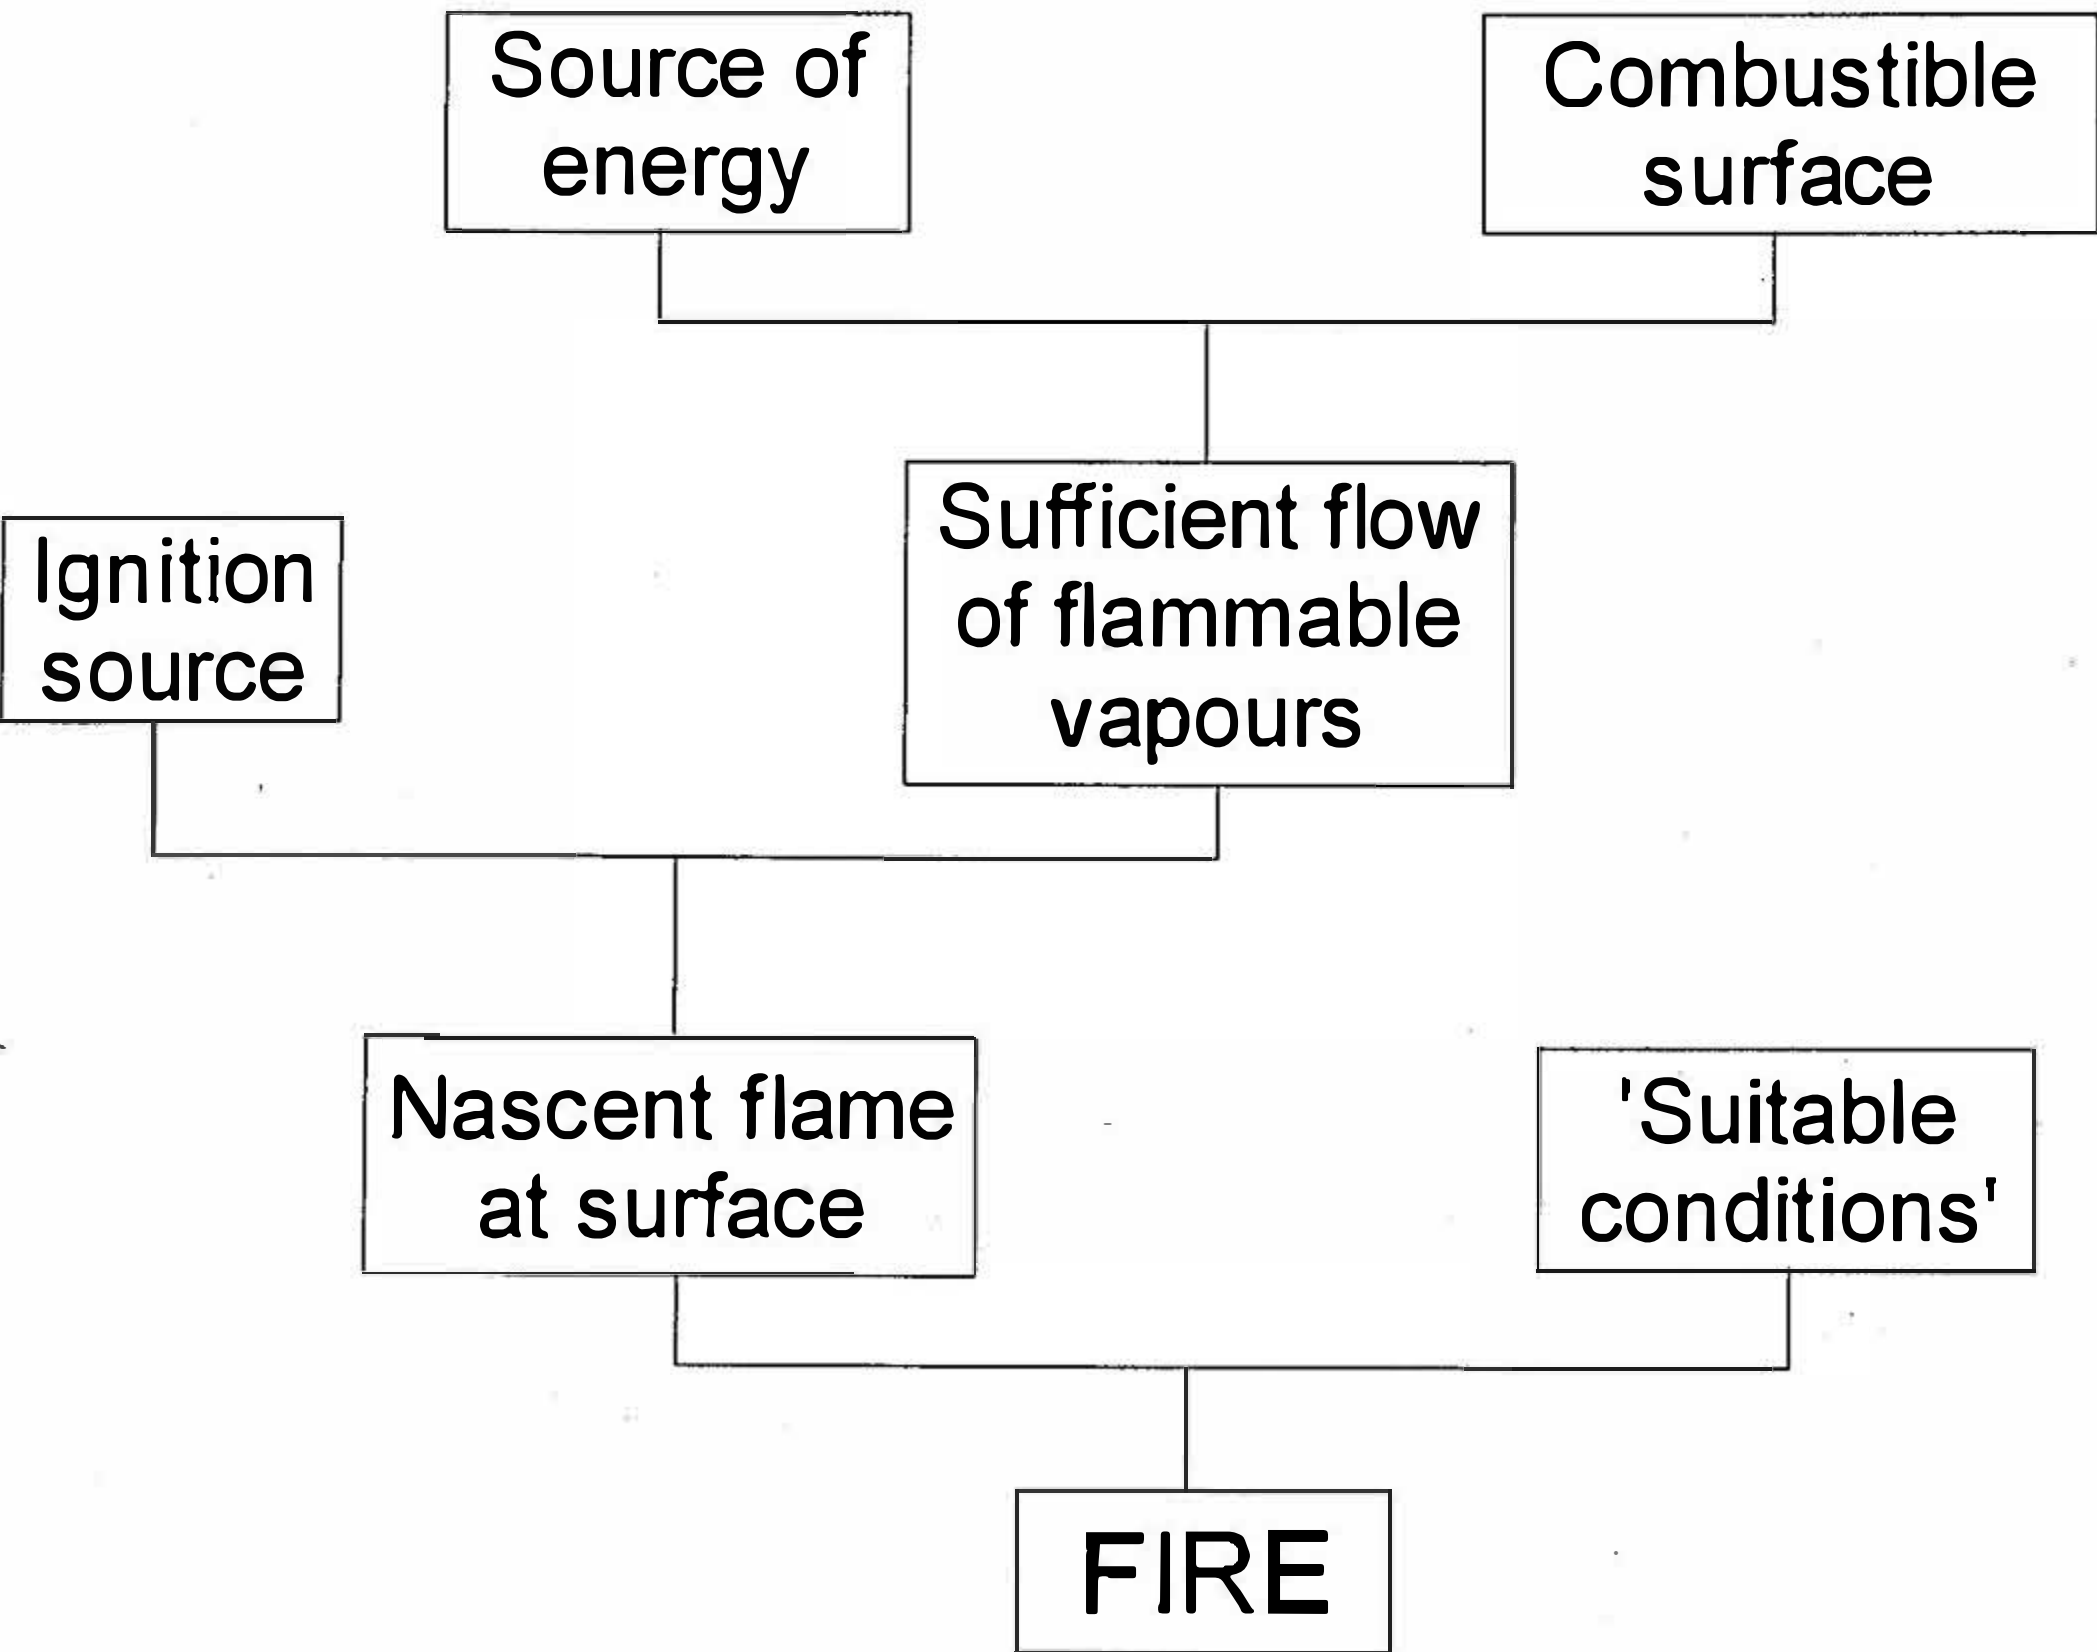 Source of
energy
Combustible
surface
Ignition
source
Sufficient flow
of flammable
vapours
Nascent flame
at surface
'Suitable
conditions'
FIRE